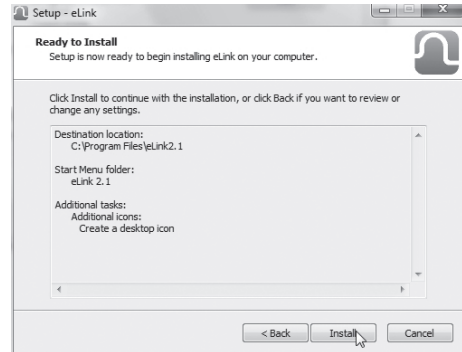 Setup - eLink
Ready to Install
Setup is now ready to begin installing eLink on your computer.
Click Install to continue with the installation, or click Back if you want to review or
change any settings.
Destination location:
C:\Program Files\eLink2.1
Start Menu folder:
eLink 2.1
Additional tasks:
Additional icons:
Create a desktop icon
< Back Install Cancel